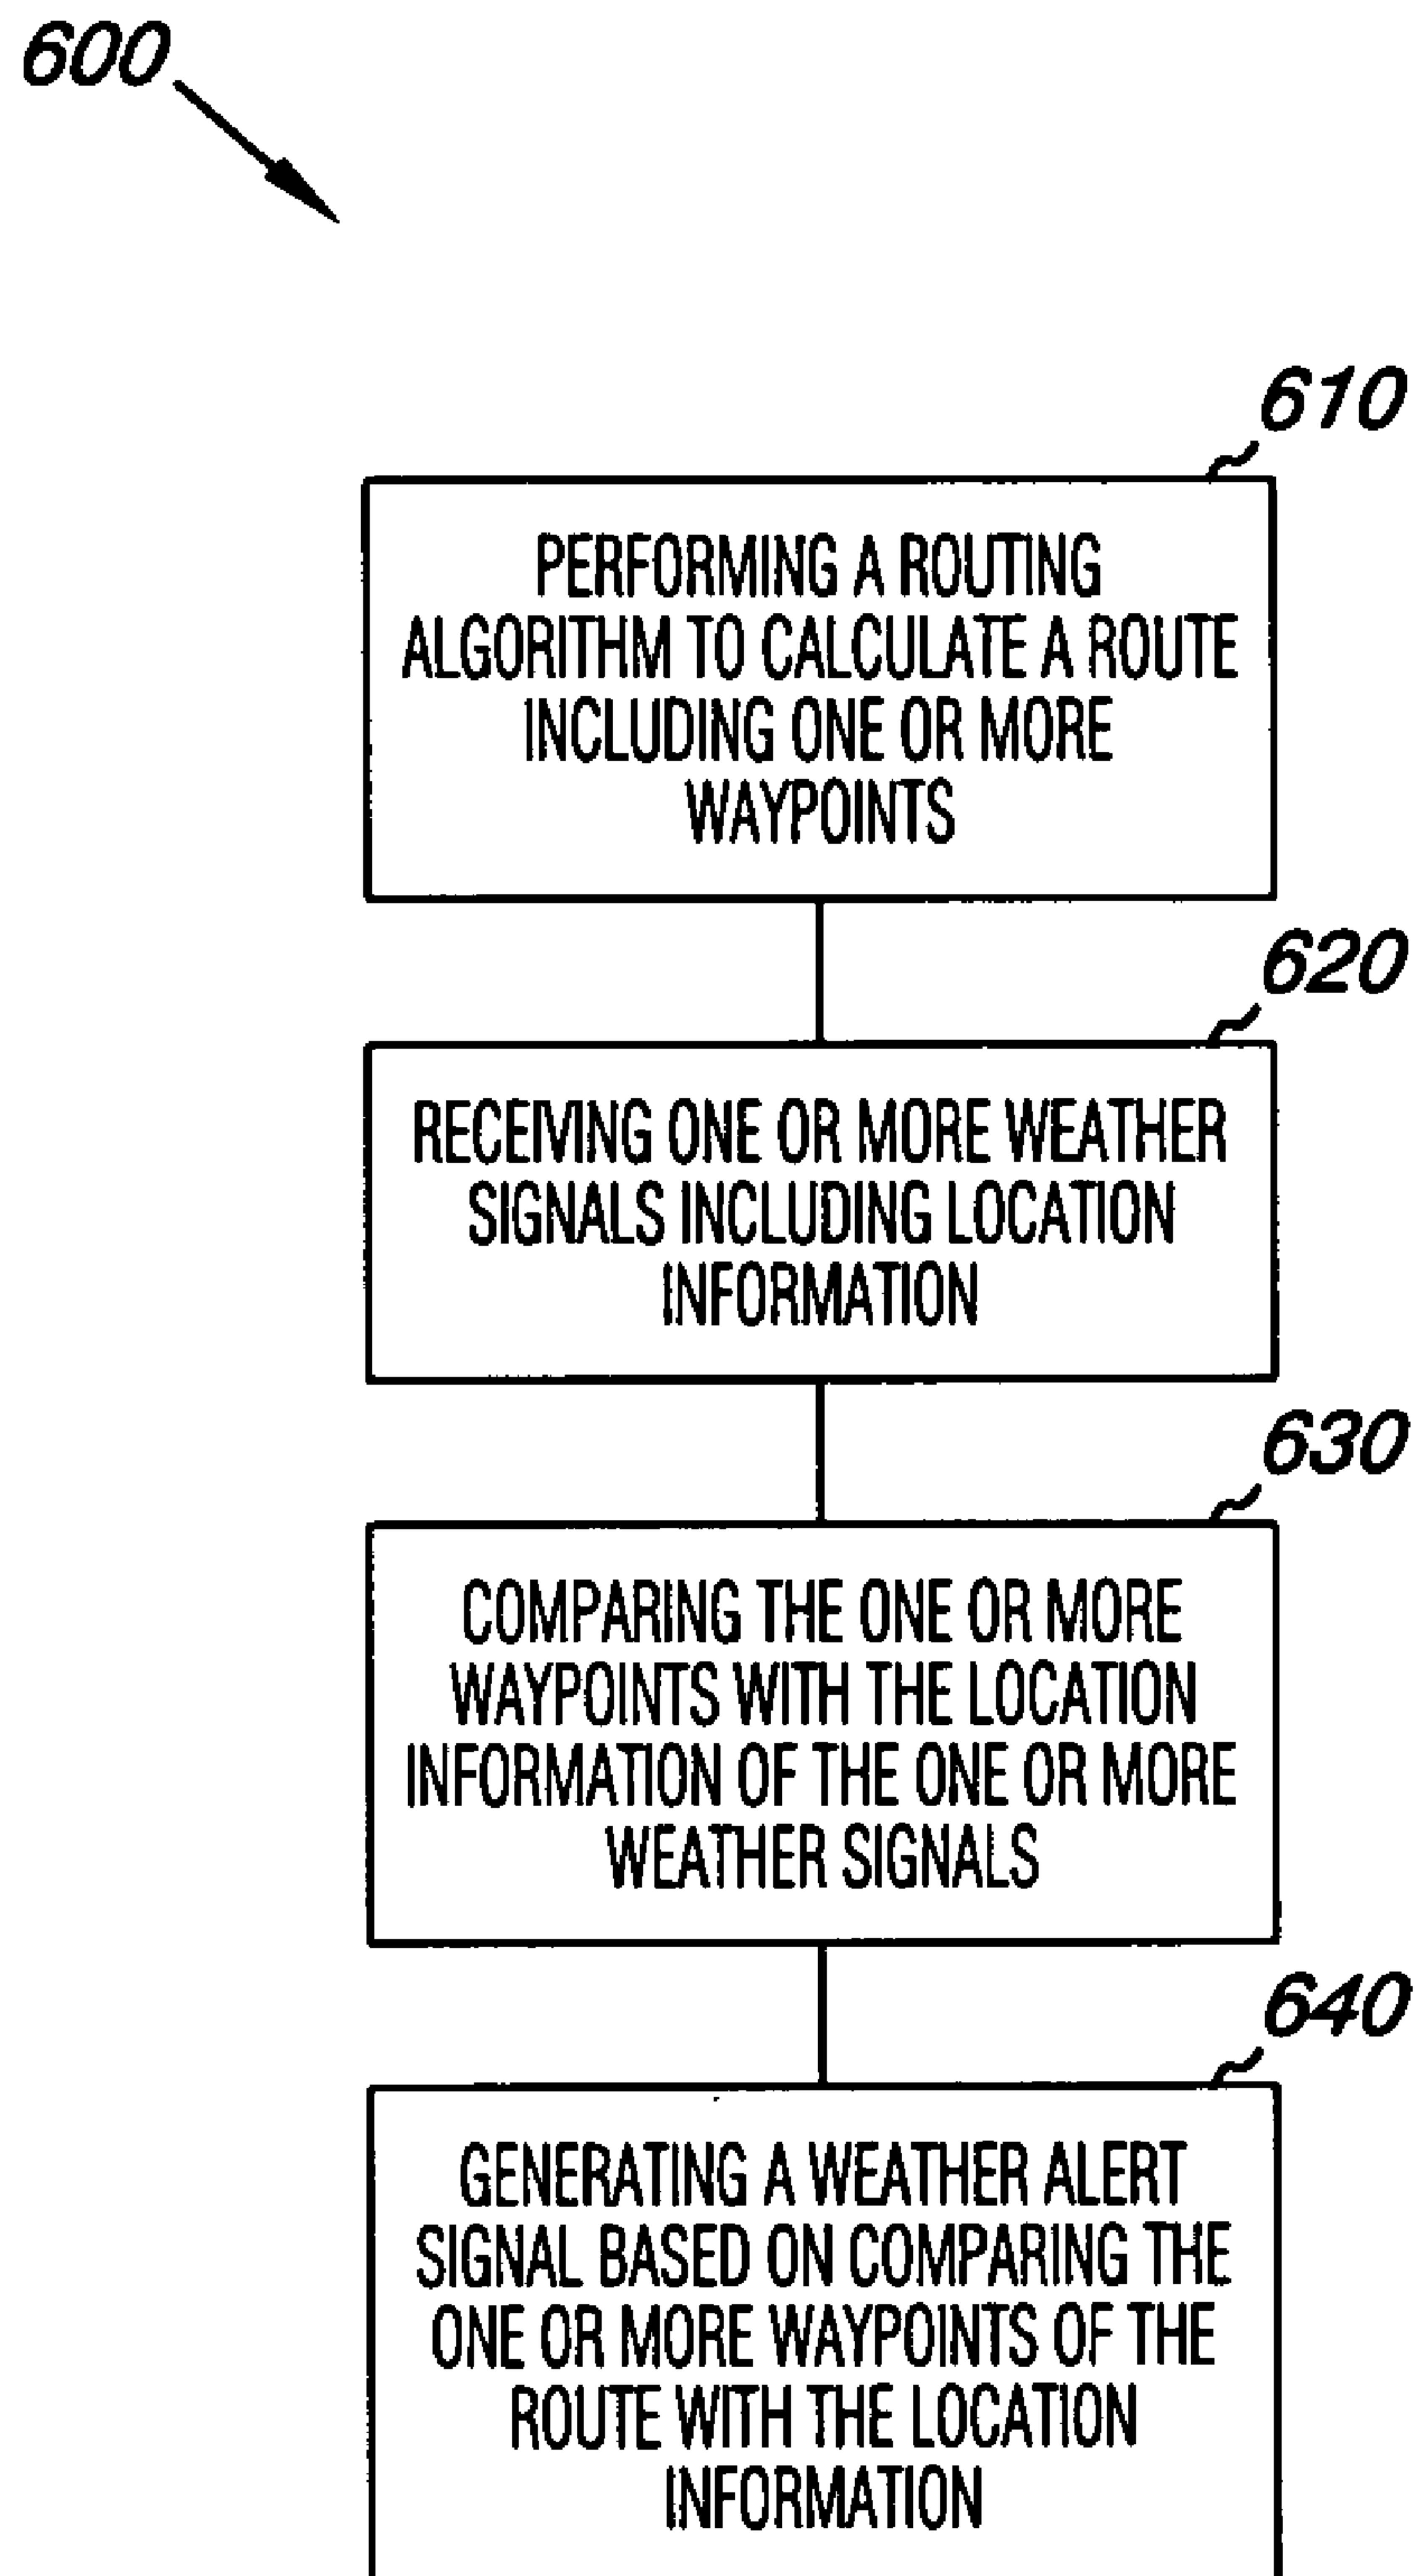 600
610
PERFORMING A ROUTING
ALGORITHM TO CALCULATE A ROUTE
INCLUDING ONE OR MORE
WAYPOINTS
620
RECEIVING ONE OR MORE WEATHER
SIGNALS INCLUDING LOCATION
INFORMATION
630
COMPARING THE ONE OR MORE
WAYPOINTS WITH THE LOCATION
INFORMATION OF THE ONE OR MORE
WEATHER SIGNALS
640
GENERATING A WEATHER ALERT
SIGNAL BASED ON COMPARING THE
ONE OR MORE WAYPOINTS OF THE
ROUTE WITH THE LOCATION
INFORMATION